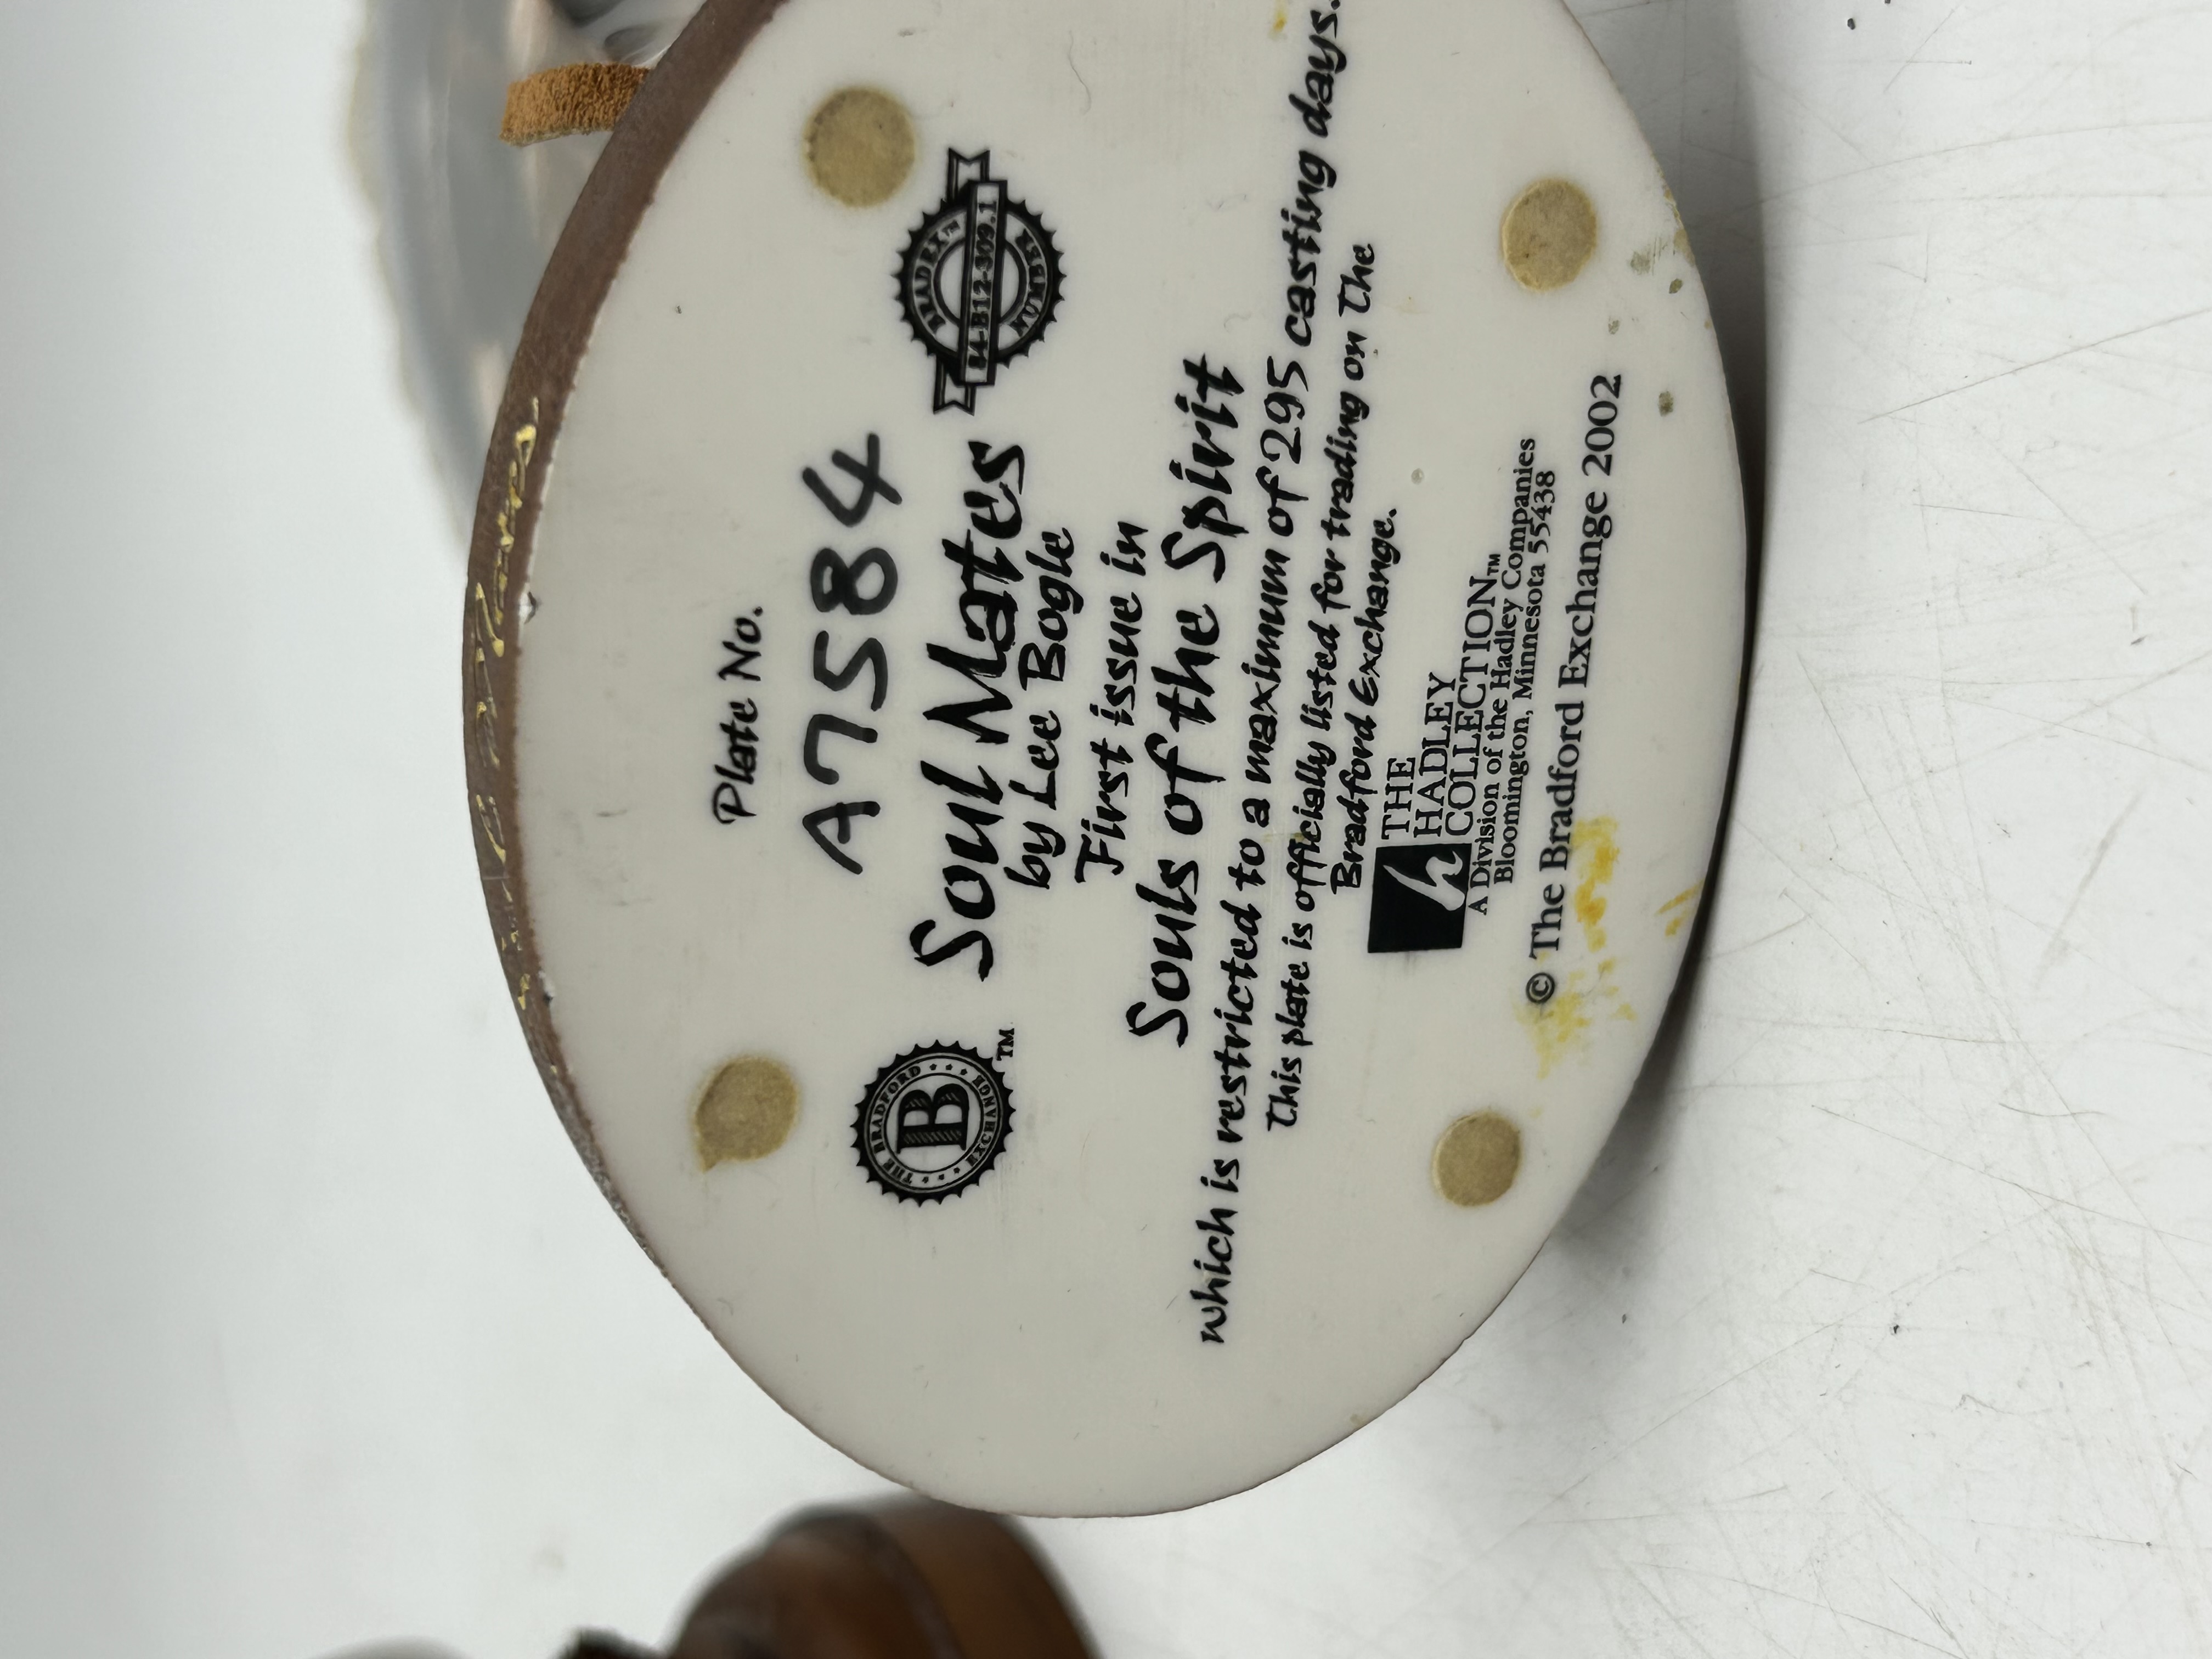 Plate No.
A7584
THE BRADFORD EXCHANGE
B
TM
Soul Mates
BRADEX™
84-B12-309.1
NUMBER
by Lee Bogle
First issue in
Souls of the Spirit
which is restricted to a maximum of 295 casting days.
This plate is officially listed for trading on The
Bradford Exchange.
h
THE
HADLEY
COLLECTION™
A Division of the Hadley Companies
Bloomington, Minnesota 55438
© The Bradford Exchange 2002